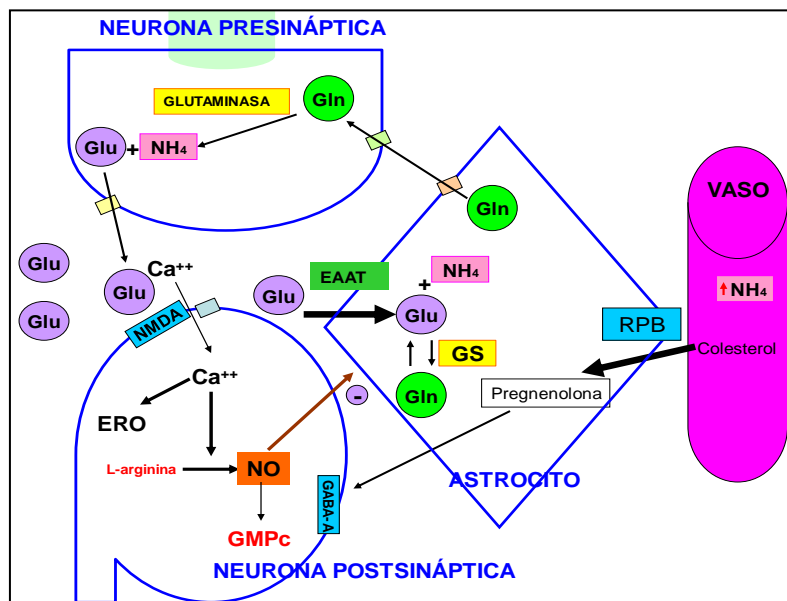 NEURONA PRESINÁPTICA
GLUTAMINASA
Gln
Glu + NH₄
Gln
VASO
Glu
Ca⁺⁺
Glu
EAAT
NH₄
+
Glu
Glu
Glu
↑NH₄
NMDA
RPB
Colesterol
GS
Ca⁺⁺
Gln
Pregnenolona
-
ERO
L-arginina
NO
ASTROCITO
GABA-A
GMPc
NEURONA POSTSINÁPTICA